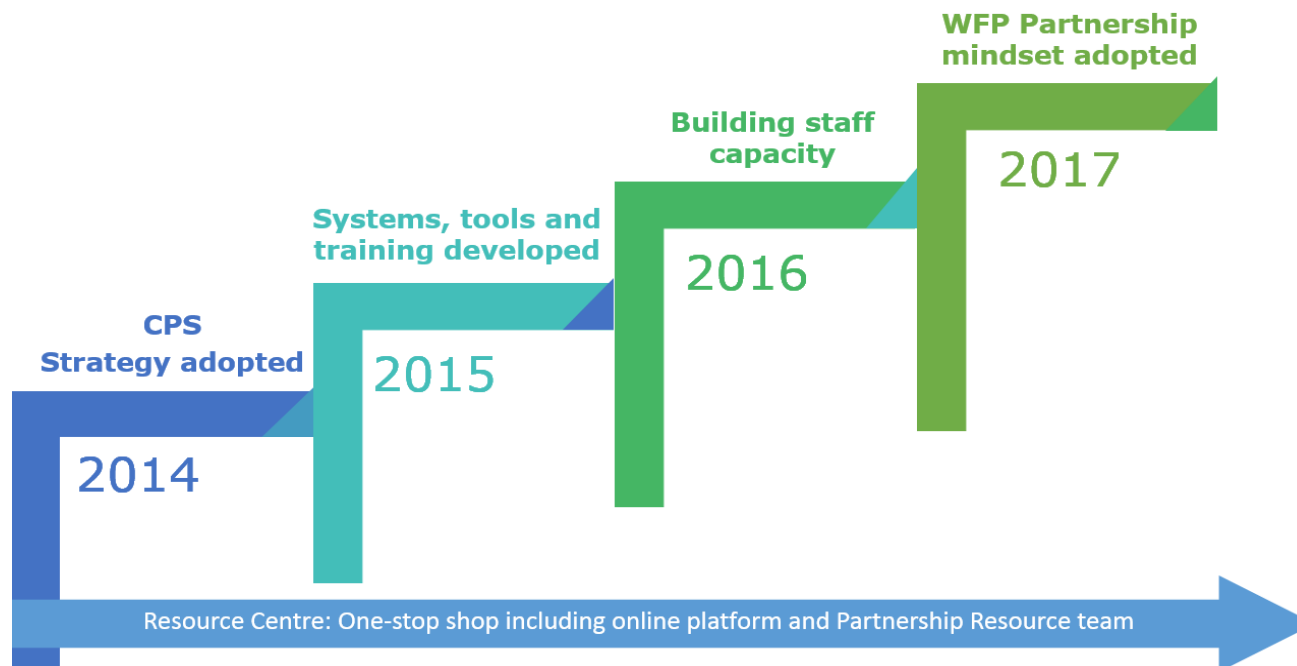 WFP Partnership
mindset adopted
Building staff
capacity
2017
Systems, tools and
training developed
2016
CPS
Strategy adopted
2015
2014
Resource Centre: One-stop shop including online platform and Partnership Resource team